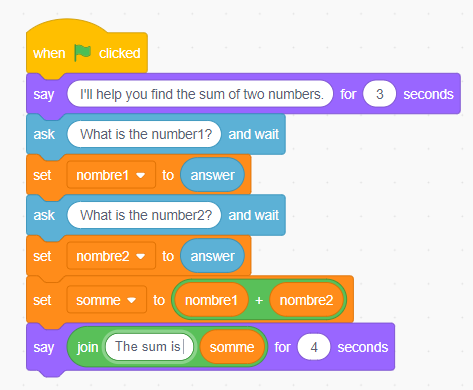 when clicked
say I'll help you find the sum of two numbers. for 3 seconds
ask What is the number1? and wait
set nombre1 to answer
ask What is the number2? and wait
set nombre2 to answer
set somme to nombre1 + nombre2
say join The sum is somme for 4 seconds